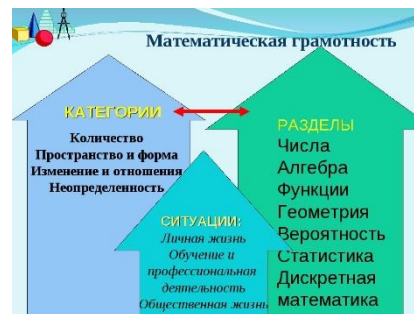 Математическая грамотность
КАТЕГОРИИ
Количество
Пространство и форма
Изменение и отношения
Неопределенность
СИТУАЦИИ:
Личная жизнь
Обучение и
профессиональная
деятельность
Общественная жизнь
РАЗДЕЛЫ
Числа
Алгебра
Функции
Геометрия
Вероятность
Статистика
Дискретная
математика